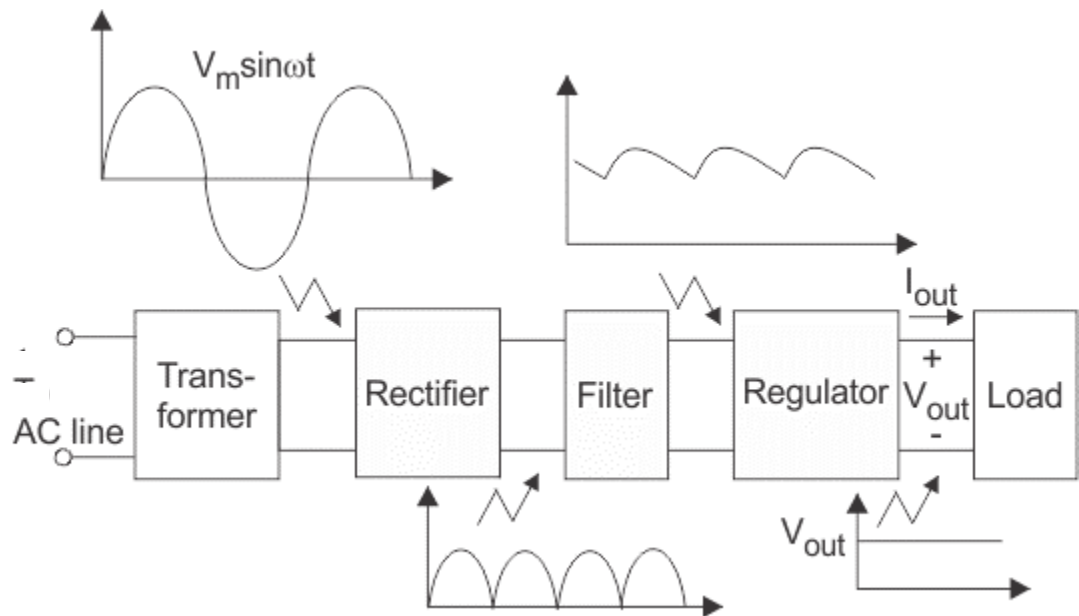 Vmsinωt
Iout
Trans-
former
Rectifier
Filter
Regulator
+
Vout
-
Load
AC line
Vout